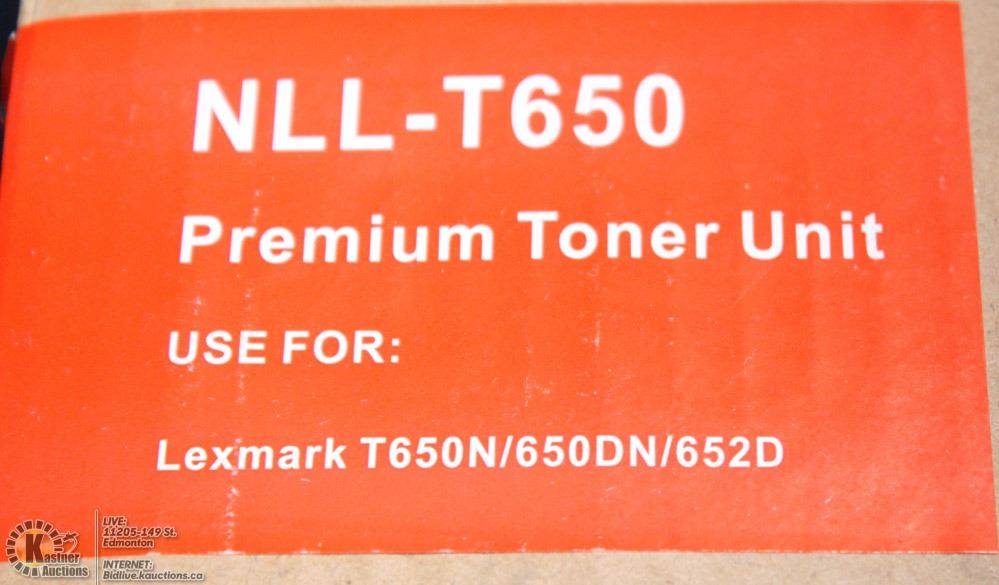 NLL-T650
Premium Toner Unit
USE FOR:
Lexmark T650N/650DN/652D
Kastner
Auctions
LIVE:
11205-149 St.
Edmonton
INTERNET:
Bidlive.kauctions.ca